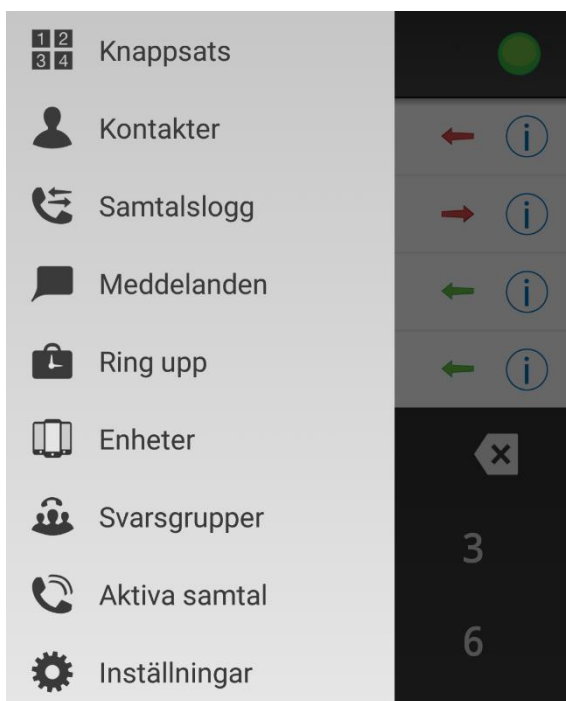 1 2
3 4
Knappsats
Kontakter
Samtalslogg
Meddelanden
Ring upp
Enheter
Svarsgrupper
Aktiva samtal
Inställningar
i
i
i
i
3
6